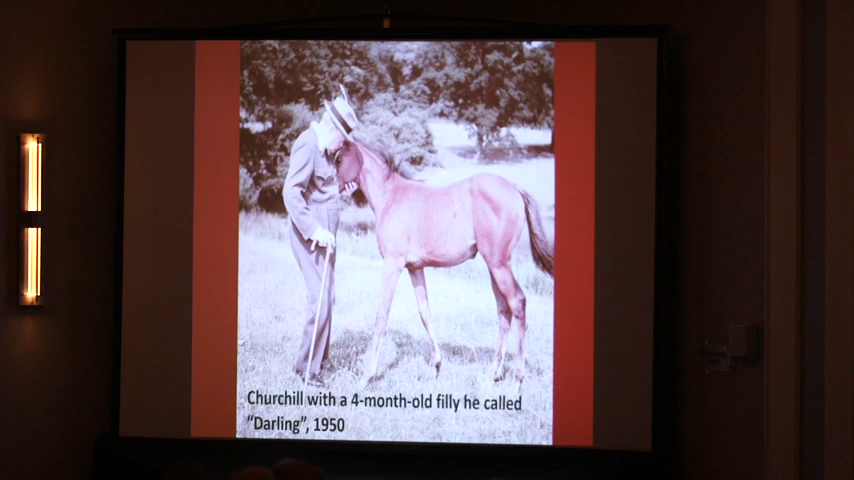 Churchill with a 4-month-old filly he called
“Darling”, 1950